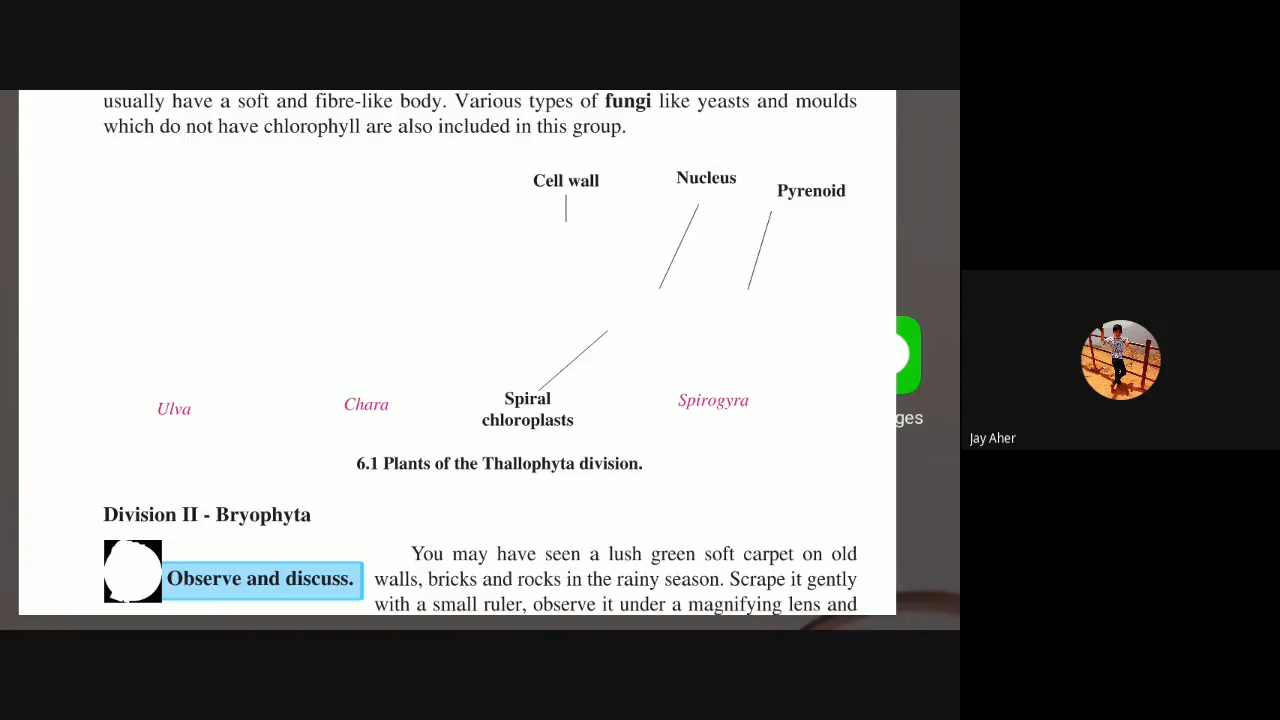 usually have a soft and fibre-like body. Various types of fungi like yeasts and moulds
which do not have chlorophyll are also included in this group.
Cell wall
Nucleus
Pyrenoid
Ulva
Chara
Spiral
chloroplasts
Spirogyra
6.1 Plants of the Thallophyta division.
Division II - Bryophyta
Observe and discuss.
You may have seen a lush green soft carpet on old
walls, bricks and rocks in the rainy season. Scrape it gently
with a small ruler, observe it under a magnifying lens and
ges
Jay Aher